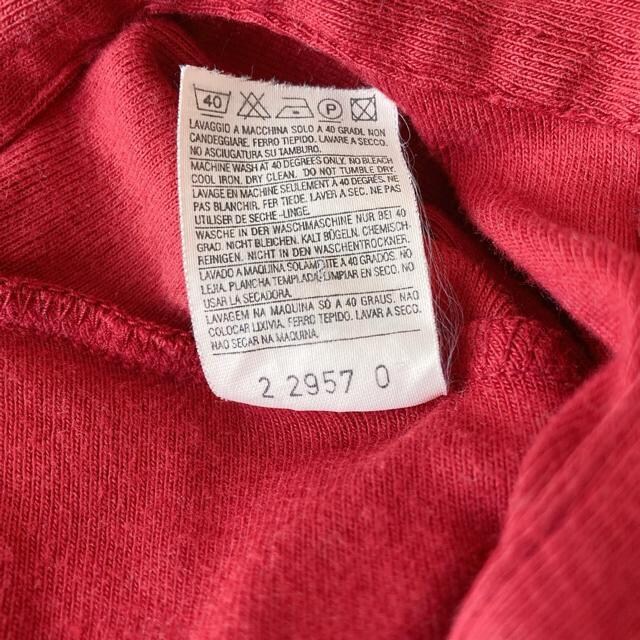 40 P
LAVAGGIO A MACCHINA SOLO A 40 GRADI. NON
CANDEGGIARE. FERRO TIEPIDO. LAVARE A SECCO.
NO ASCIUGATURA SU TAMBURO.
MACHINE WASH AT 40 DEGREES ONLY. NO BLEACH
COOL IRON. DRY CLEAN. DO NOT TUMBLE DRY.
LAVAGE EN MACHINE SEULEMENT A 40 DEGRÉS. NE
PAS BLANCHIR. FER TIEDE. LAVER A SEC. NE PAS
UTILISER DE SECHE-LINGE.
WASCHE IN DER WASCHMASCHINE NUR BEI 40
GRAD. NICHT BLEICHEN. KALT BÜGELN. CHEMISCH-
REINIGEN. NICHT IN DEN WASCHENTROCKNER.
LAVADO A MAQUINA SOLAMENTE A 40 GRADOS. NO
LEJIA. PLANCHA TEMPLADA. LIMPIAR EN SECO. NO
USAR LA SECADORA.
LAVAGEM NA MAQUINA SÓ A 40 GRAUS. NÃO
COLOCAR LIXIVIA. FERRO TEPIDO. LAVAR A SECO.
NÃO SECAR NA MAQUINA.
2 2957 0